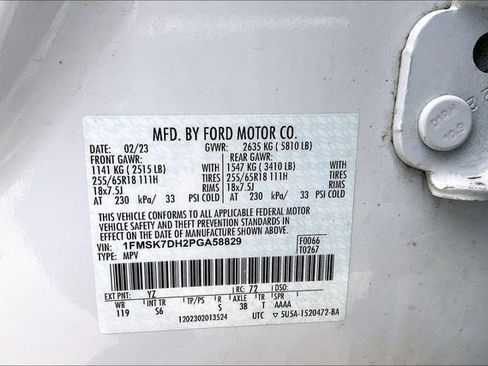 MFD. BY FORD MOTOR CO.
DATE: 02/23 GVWR: 2635 KG ( 5810 LB)
FRONT GAWR: REAR GAWR:
1141 KG ( 2515 LB) 1547 KG ( 3410 LB)
255/65R18 111H TIRES 255/65R18 111H TIRES
18x7.5J RIMS 18x7.5J RIMS
AT 230 kPa/ 33 PSI COLD AT 230 kPa/ 33 PSI COLD
THIS VEHICLE CONFORMS TO ALL APPLICABLE FEDERAL MOTOR
VEHICLE SAFETY AND THEFT PREVENTION STANDARDS IN EFFECT
ON THE DATE OF MANUFACTURE SHOWN ABOVE.
VIN: 1FMSK7DH2PGA58829 F0066
TYPE: MPV T0267
EXT PNT: YZ RC: 72 DSO:
WB INT TR TP/PS R AXLE TR SPR
119 S6 S 3B T AAAA
1202302013524 UTC 5U5A-1520472-BA